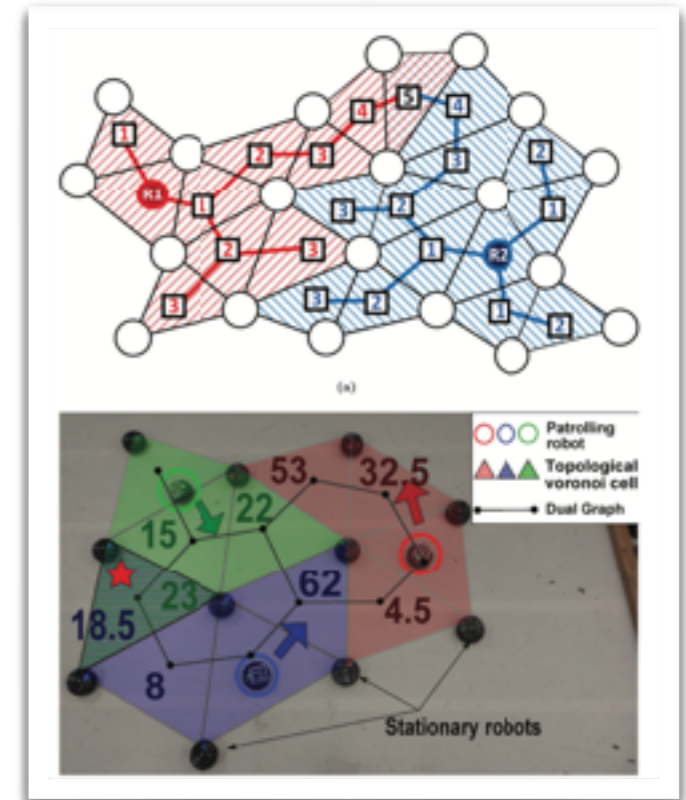 4 5 4
1
2 3 3 2
R1 1 3 2 1
2 3 1 R2
3 3 2 1
2
(a)
Patrolling
robot
Topological
voronoi cell
Dual Graph
53 32.5
22
15
62
23 4.5
18.5
8
Stationary robots